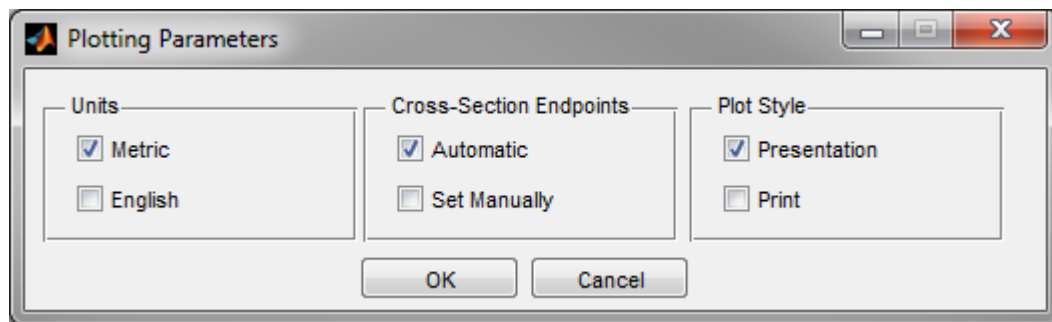 Plotting Parameters
Units
Metric
English
Cross-Section Endpoints
Automatic
Set Manually
Plot Style
Presentation
Print
OK
Cancel